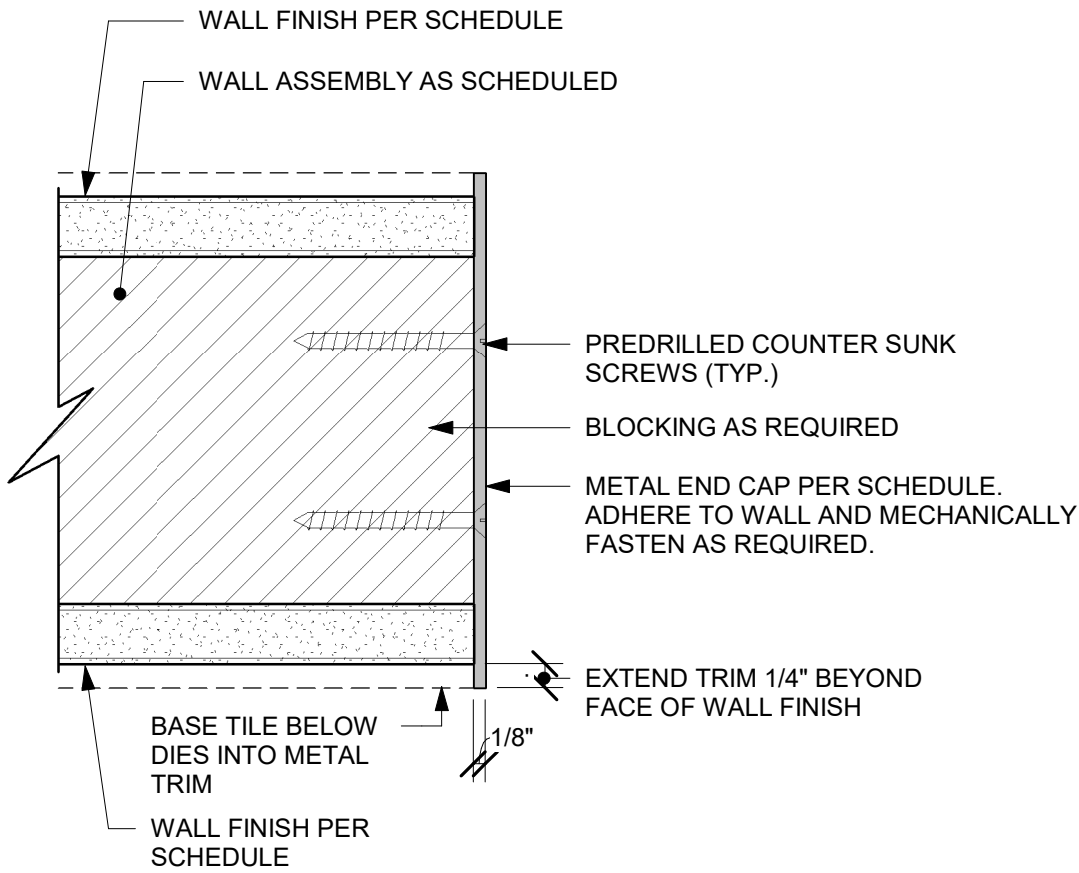 WALL FINISH PER SCHEDULE
WALL ASSEMBLY AS SCHEDULED
PREDRILLED COUNTER SUNK
SCREWS (TYP.)
BLOCKING AS REQUIRED
METAL END CAP PER SCHEDULE.
ADHERE TO WALL AND MECHANICALLY
FASTEN AS REQUIRED.
EXTEND TRIM 1/4" BEYOND
FACE OF WALL FINISH
BASE TILE BELOW
DIES INTO METAL
TRIM
1/8"
WALL FINISH PER
SCHEDULE